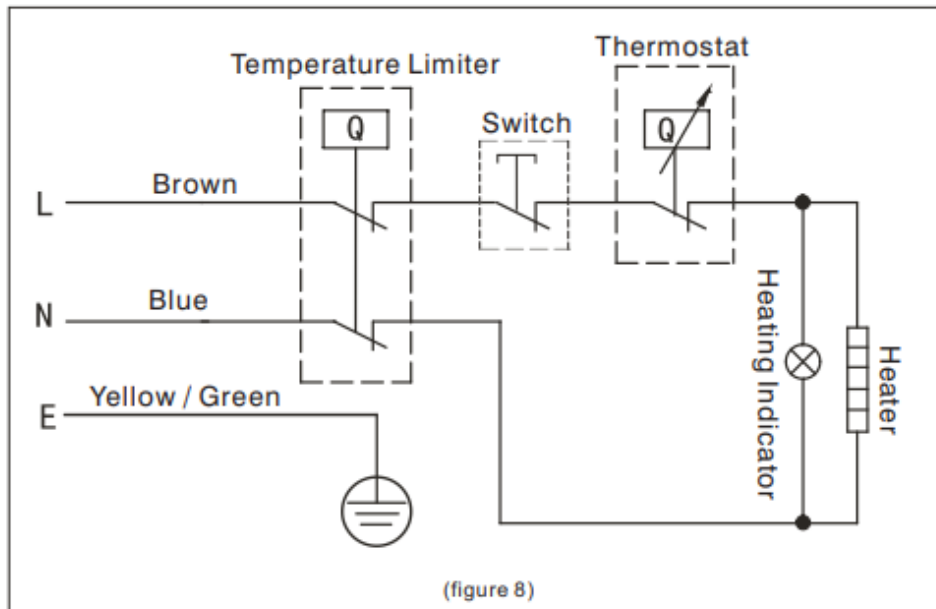 Thermostat
Temperature Limiter
Q
Switch
Q
L
Brown
N
Blue
E
Yellow / Green
Heating Indicator
Heater
(figure 8)